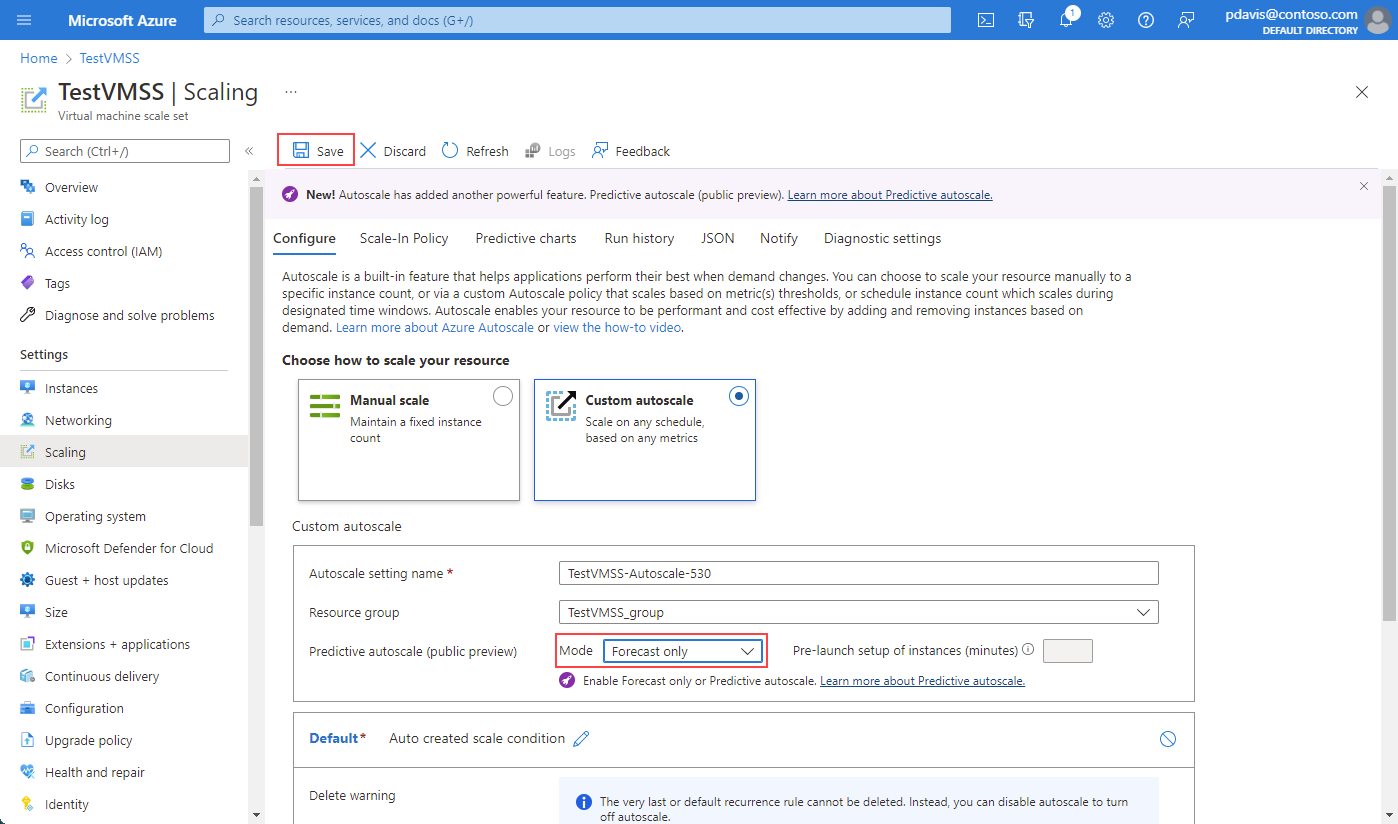 Microsoft Azure
Search resources, services, and docs (G+/)
1
pdavis@contoso.com
DEFAULT DIRECTORY
Home > TestVMSS
TestVMSS | Scaling ...
Virtual machine scale set
Search (Ctrl+/)
«
Save
Discard
Refresh
Logs
Feedback
Overview
Activity log
Access control (IAM)
Tags
Diagnose and solve problems
Settings
Instances
Networking
Scaling
Disks
Operating system
Microsoft Defender for Cloud
Guest + host updates
Size
Extensions + applications
Continuous delivery
Configuration
Upgrade policy
Health and repair
Identity
New! Autoscale has added another powerful feature. Predictive autoscale (public preview). Learn more about Predictive autoscale.
Configure
Scale-In Policy
Predictive charts
Run history
JSON
Notify
Diagnostic settings
Autoscale is a built-in feature that helps applications perform their best when demand changes. You can choose to scale your resource manually to a
specific instance count, or via a custom Autoscale policy that scales based on metric(s) thresholds, or schedule instance count which scales during
designated time windows. Autoscale enables your resource to be performant and cost effective by adding and removing instances based on
demand. Learn more about Azure Autoscale or view the how-to video.
Choose how to scale your resource
Manual scale
Maintain a fixed instance
count
Custom autoscale
Scale on any schedule,
based on any metrics
Custom autoscale
Autoscale setting name *
TestVMSS-Autoscale-530
Resource group
TestVMSS_group
Predictive autoscale (public preview)
Mode
Forecast only
Pre-launch setup of instances (minutes)
Enable Forecast only or Predictive autoscale. Learn more about Predictive autoscale.
Default*
Auto created scale condition
Delete warning
The very last or default recurrence rule cannot be deleted. Instead, you can disable autoscale to turn
off autoscale.